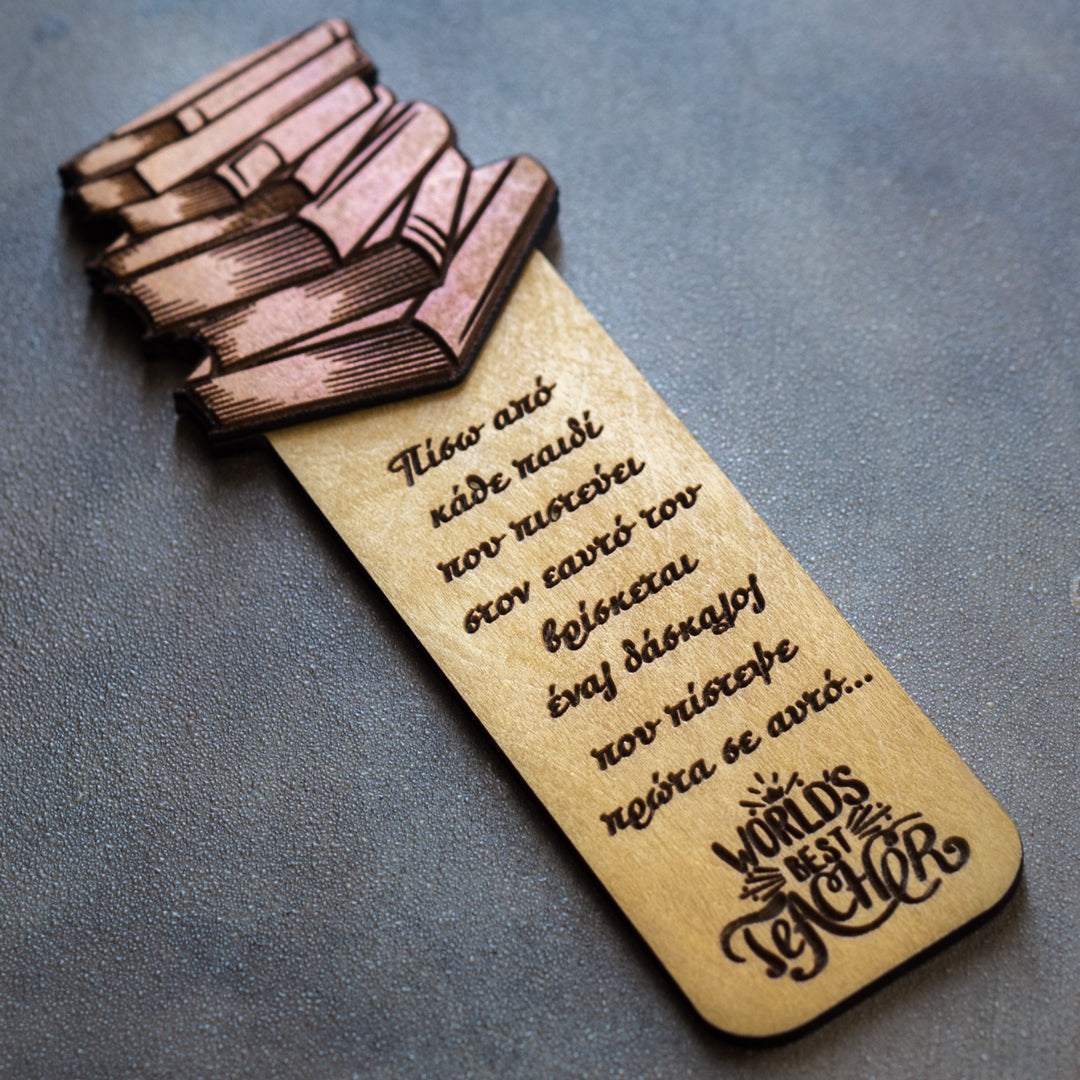 Πίσω από
κάθε παιδί
που πιστεύει
στον εαυτό του
βρίσκεται
ένας δάσκαλος
που πίστεψε
πρώτα σε αυτό...
WORLD'S
BEST
TEACHER